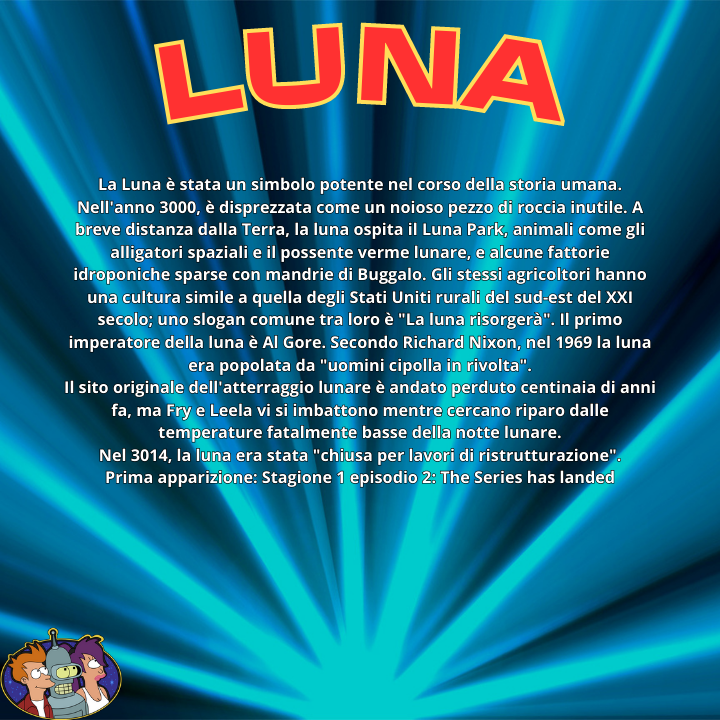 LUNA
La Luna è stata un simbolo potente nel corso della storia umana.
Nell'anno 3000, è disprezzata come un noioso pezzo di roccia inutile. A
breve distanza dalla Terra, la luna ospita il Luna Park, animali come gli
alligatori spaziali e il possente verme lunare, e alcune fattorie
idroponiche sparse con mandrie di Buggalo. Gli stessi agricoltori hanno
una cultura simile a quella degli Stati Uniti rurali del sud-est del XXI
secolo; uno slogan comune tra loro è "La luna risorgerà". Il primo
imperatore della luna è Al Gore. Secondo Richard Nixon, nel 1969 la luna
era popolata da "uomini cipolla in rivolta".
Il sito originale dell'atterraggio lunare è andato perduto centinaia di anni
fa, ma Fry e Leela vi si imbattono mentre cercano riparo dalle
temperature fatalmente basse della notte lunare.
Nel 3014, la luna era stata "chiusa per lavori di ristrutturazione".
Prima apparizione: Stagione 1 episodio 2: The Series has landed